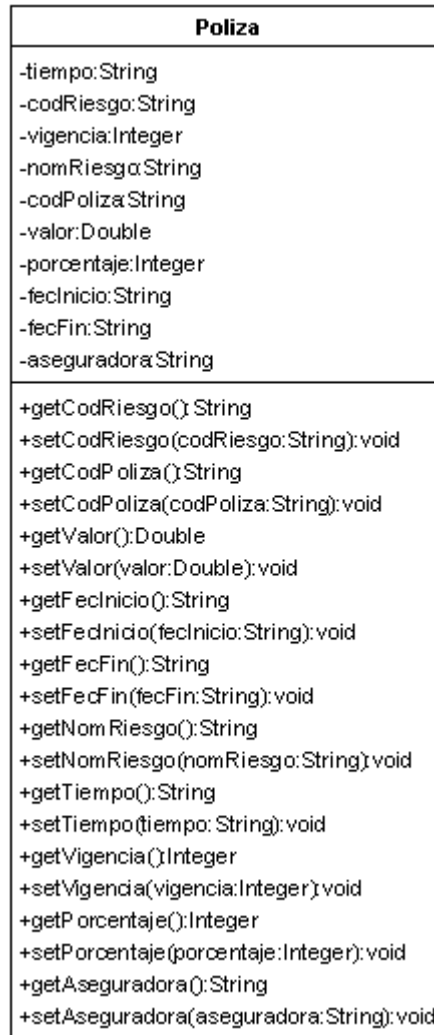 Poliza
-tiempo:String
-codRiesgo:String
-vigencia:Integer
-nomRiesgo:String
-codPoliza:String
-valor:Double
-porcentaje:Integer
-fecInicio:String
-fecFin:String
-aseguradora:String
+getCodRiesgo():String
+setCodRiesgo(codRiesgo:String):void
+getCodPoliza():String
+setCodPoliza(codPoliza:String):void
+getValor():Double
+setValor(valor:Double):void
+getFecInicio():String
+setFecInicio(fecInicio:String):void
+getFecFin():String
+setFecFin(fecFin:String):void
+getNomRiesgo():String
+setNomRiesgo(nomRiesgo:String):void
+getTiempo():String
+setTiempo(tiempo:String):void
+getVigencia():Integer
+setVigencia(vigencia:Integer):void
+getPorcentaje():Integer
+setPorcentaje(porcentaje:Integer):void
+getAseguradora():String
+setAseguradora(aseguradora:String):void